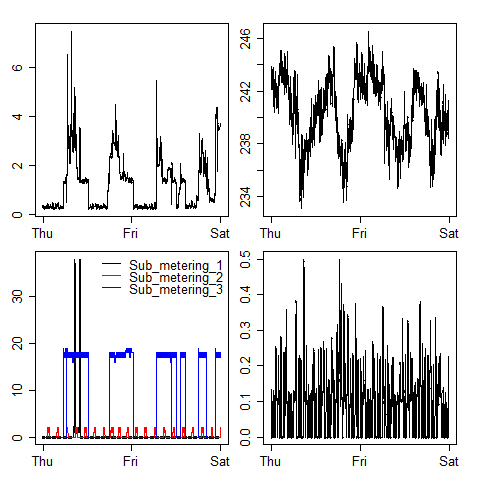 6
4
2
0
Thu Fri Sat
246
242
238
234
Thu Fri Sat
30
20
10
0
Sub_metering_1
Sub_metering_2
Sub_metering_3
Thu Fri Sat
0.5
0.4
0.3
0.2
0.1
0.0
Thu Fri Sat